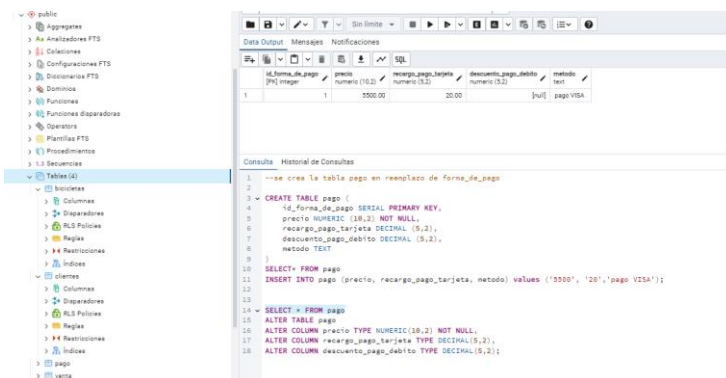 public
Aggregates
Analizadores FTS
Colaciones
Configuraciones FTS
Diccionarios FTS
Dominios
Funciones
Funciones disparadoras
Operators
Plantillas FTS
Procedimientos
1..3 Secuencias
Tables (4)
bicicletas
Columnas
Disparadores
RLS Policies
Reglas
Restricciones
Índices
clientes
Columnas
Disparadores
RLS Policies
Reglas
Restricciones
Índices
pago
venta
Sin límite
Data Output Mensajes Notificaciones
SQL
id_forma_de_pago [PK] integer
precio numeric (10,2)
recargo_pago_tarjeta numeric (5,2)
descuento_pago_debito numeric (5,2)
metodo text
1 1 5500.00 20.00 [null] pago VISA
Consulta Historial de Consultas
1 --se crea la tabla pago en reemplazo de forma_de_pago
2
3 CREATE TABLE pago (
4 id_forma_de_pago SERIAL PRIMARY KEY,
5 precio NUMERIC (10,2) NOT NULL,
6 recargo_pago_tarjeta DECIMAL (5,2),
7 descuento_pago_debito DECIMAL (5,2),
8 metodo TEXT
9 )
10 SELECT* FROM pago
11 INSERT INTO pago (precio, recargo_pago_tarjeta, metodo) values ('5500', '20','pago VISA');
12
13
14 SELECT * FROM pago
15 ALTER TABLE pago
16 ALTER COLUMN precio TYPE NUMERIC(10,2) NOT NULL,
17 ALTER COLUMN recargo_pago_tarjeta TYPE DECIMAL(5,2),
18 ALTER COLUMN descuento_pago_debito TYPE DECIMAL(5,2);